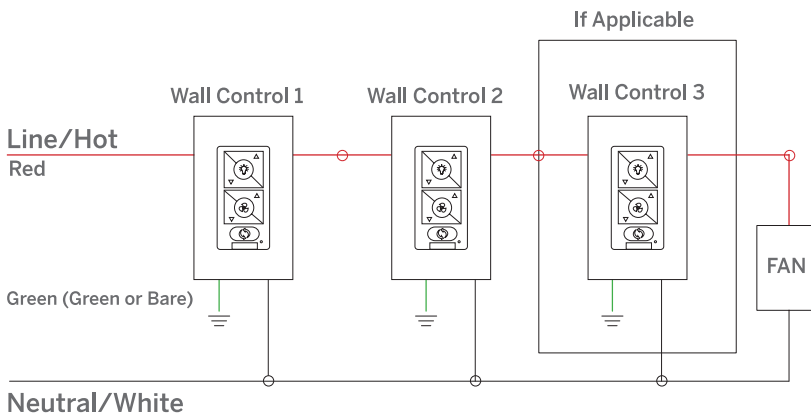 If Applicable
Wall Control 1
Wall Control 2
Wall Control 3
Line/Hot
Red
FAN
Green (Green or Bare)
Neutral/White